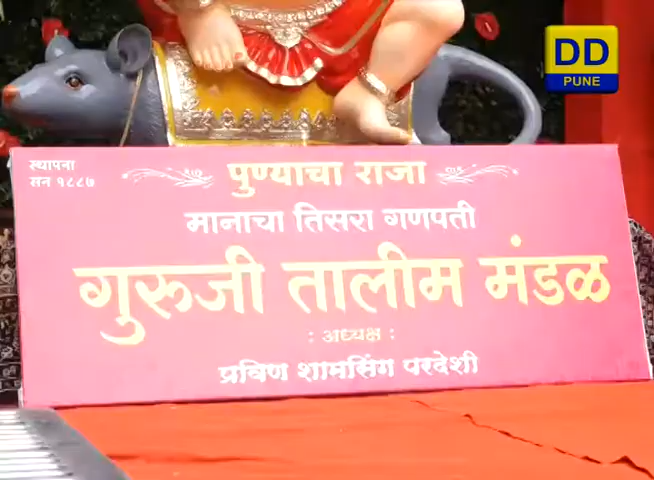 DD
PUNE
स्थापना
सन १८८७
पुण्याचा राजा
मानाचा तिसरा गणपती
गुरूजी तालीम मंडळ
: अध्यक्ष :
प्रविण शामसिंग परदेशी